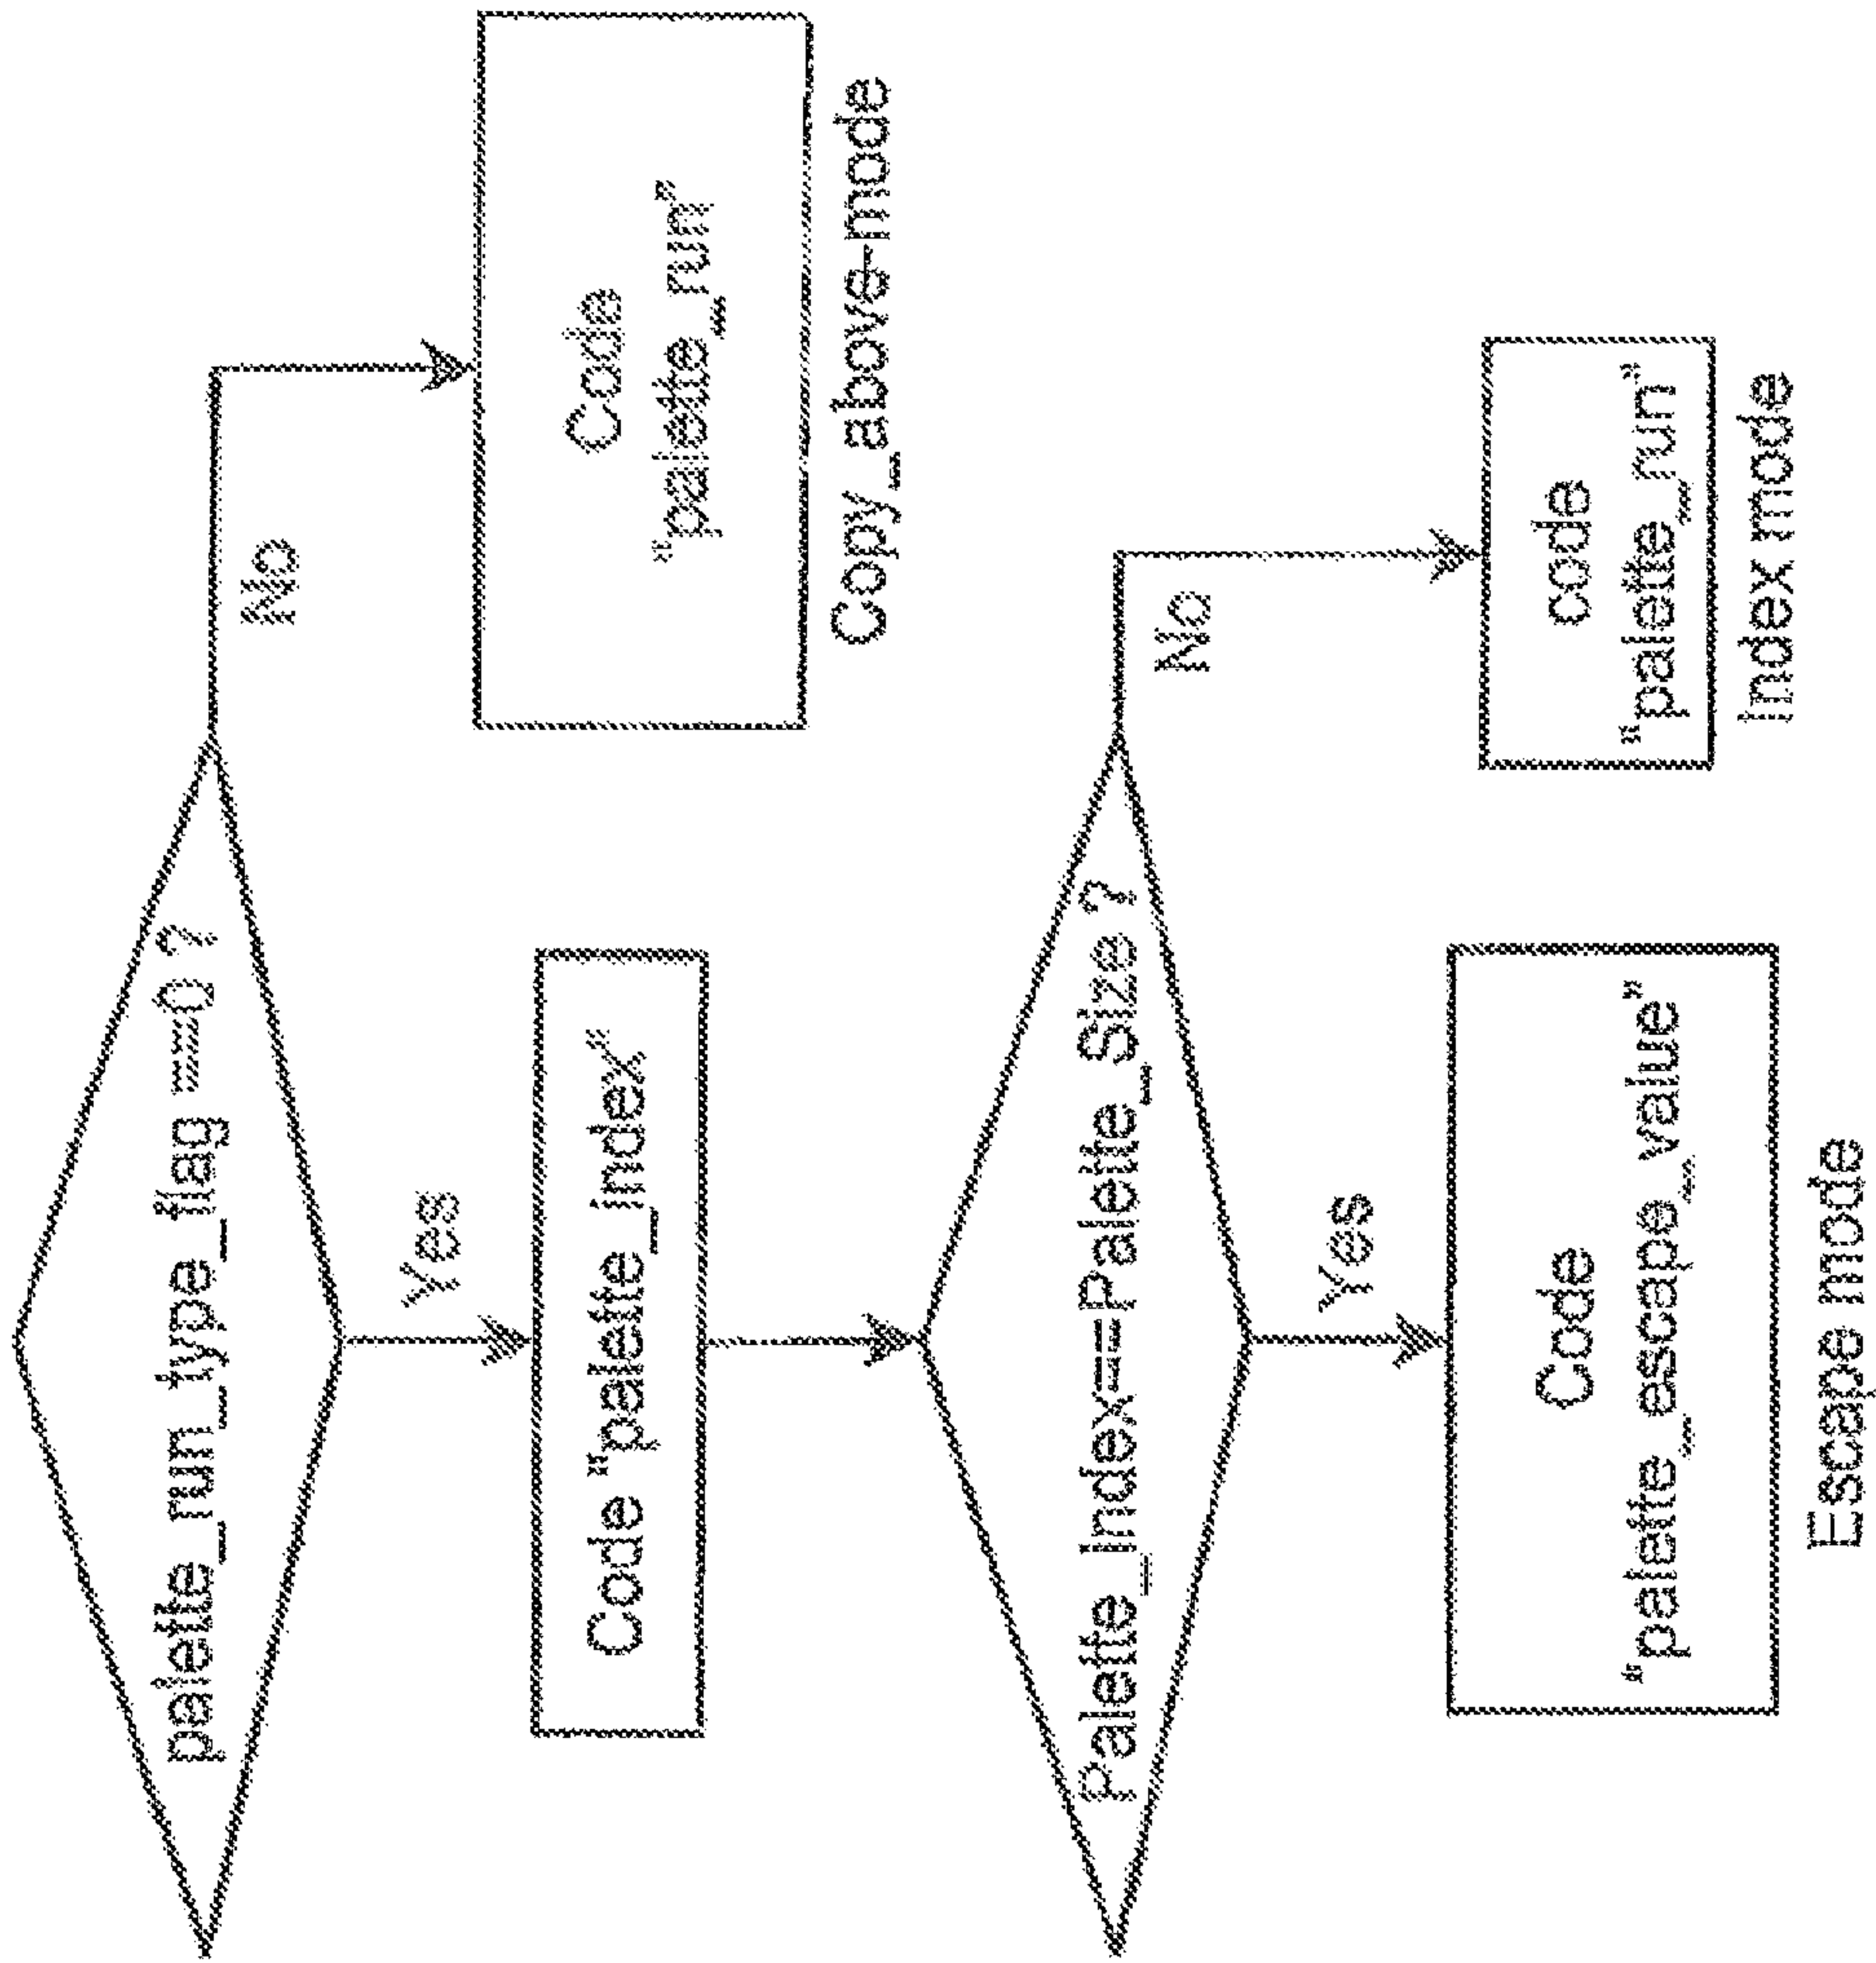 palette_run_type_flag ==0 ?
No
Code
"palette_run"
Copy_above-mode
Yes
Code "palette_index"
Palette_Index==Palette_Size ?
No
code
"palette_run"
Index mode
Yes
Code
"palette_escape_value"
Escape mode